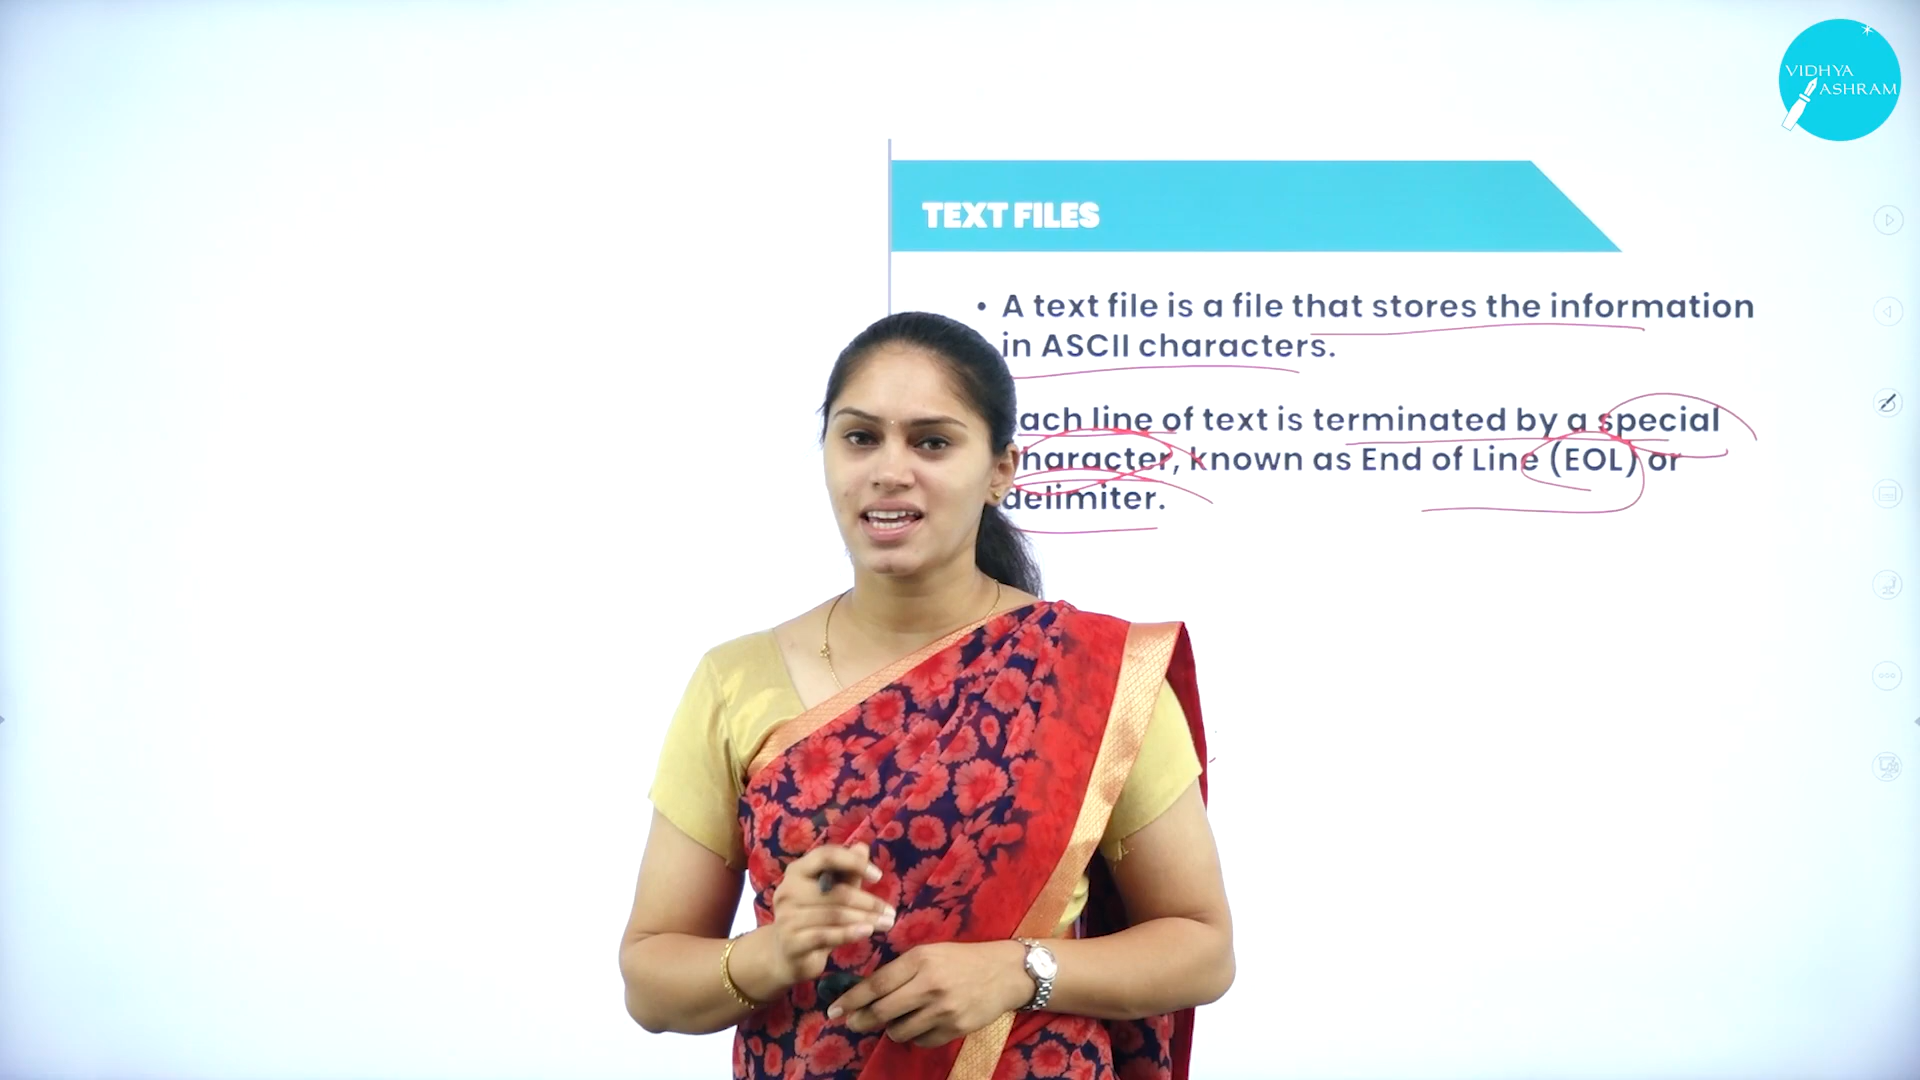 VIDHYA
ASHRAM
TEXT FILES
• A text file is a file that stores the information
in ASCII characters.
ach line of text is terminated by a special
haracter, known as End of Line (EOL) or
delimiter.